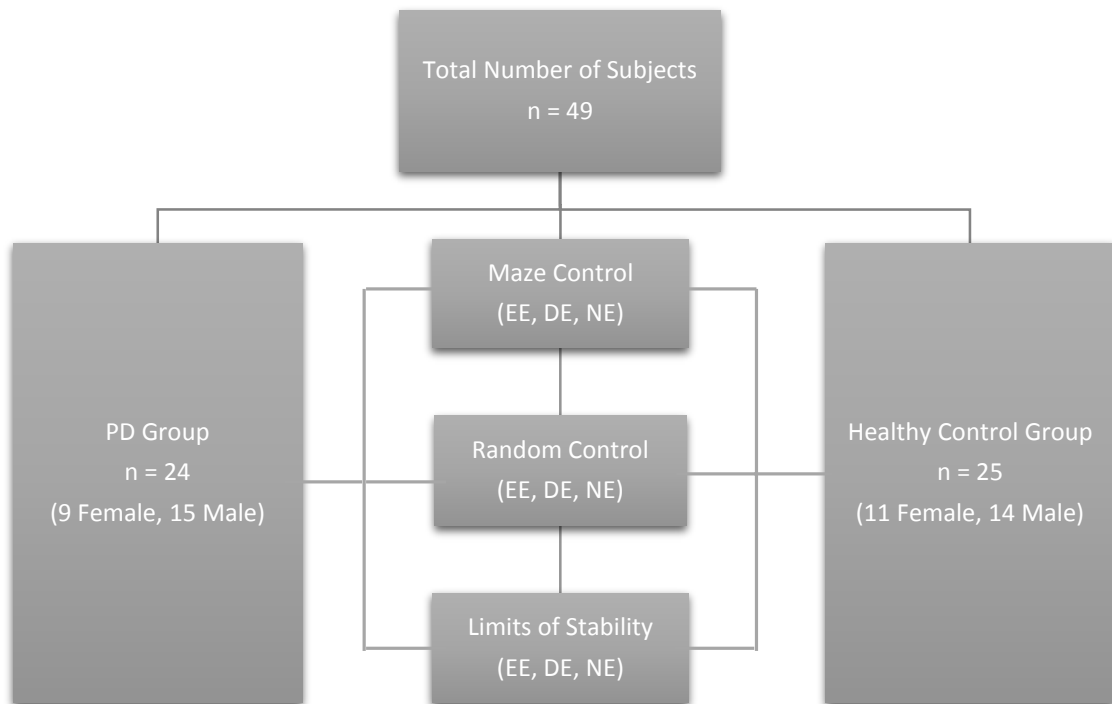 Total Number of Subjects
n = 49
Maze Control
(EE, DE, NE)
PD Group
n = 24
(9 Female, 15 Male)
Random Control
(EE, DE, NE)
Healthy Control Group
n = 25
(11 Female, 14 Male)
Limits of Stability
(EE, DE, NE)